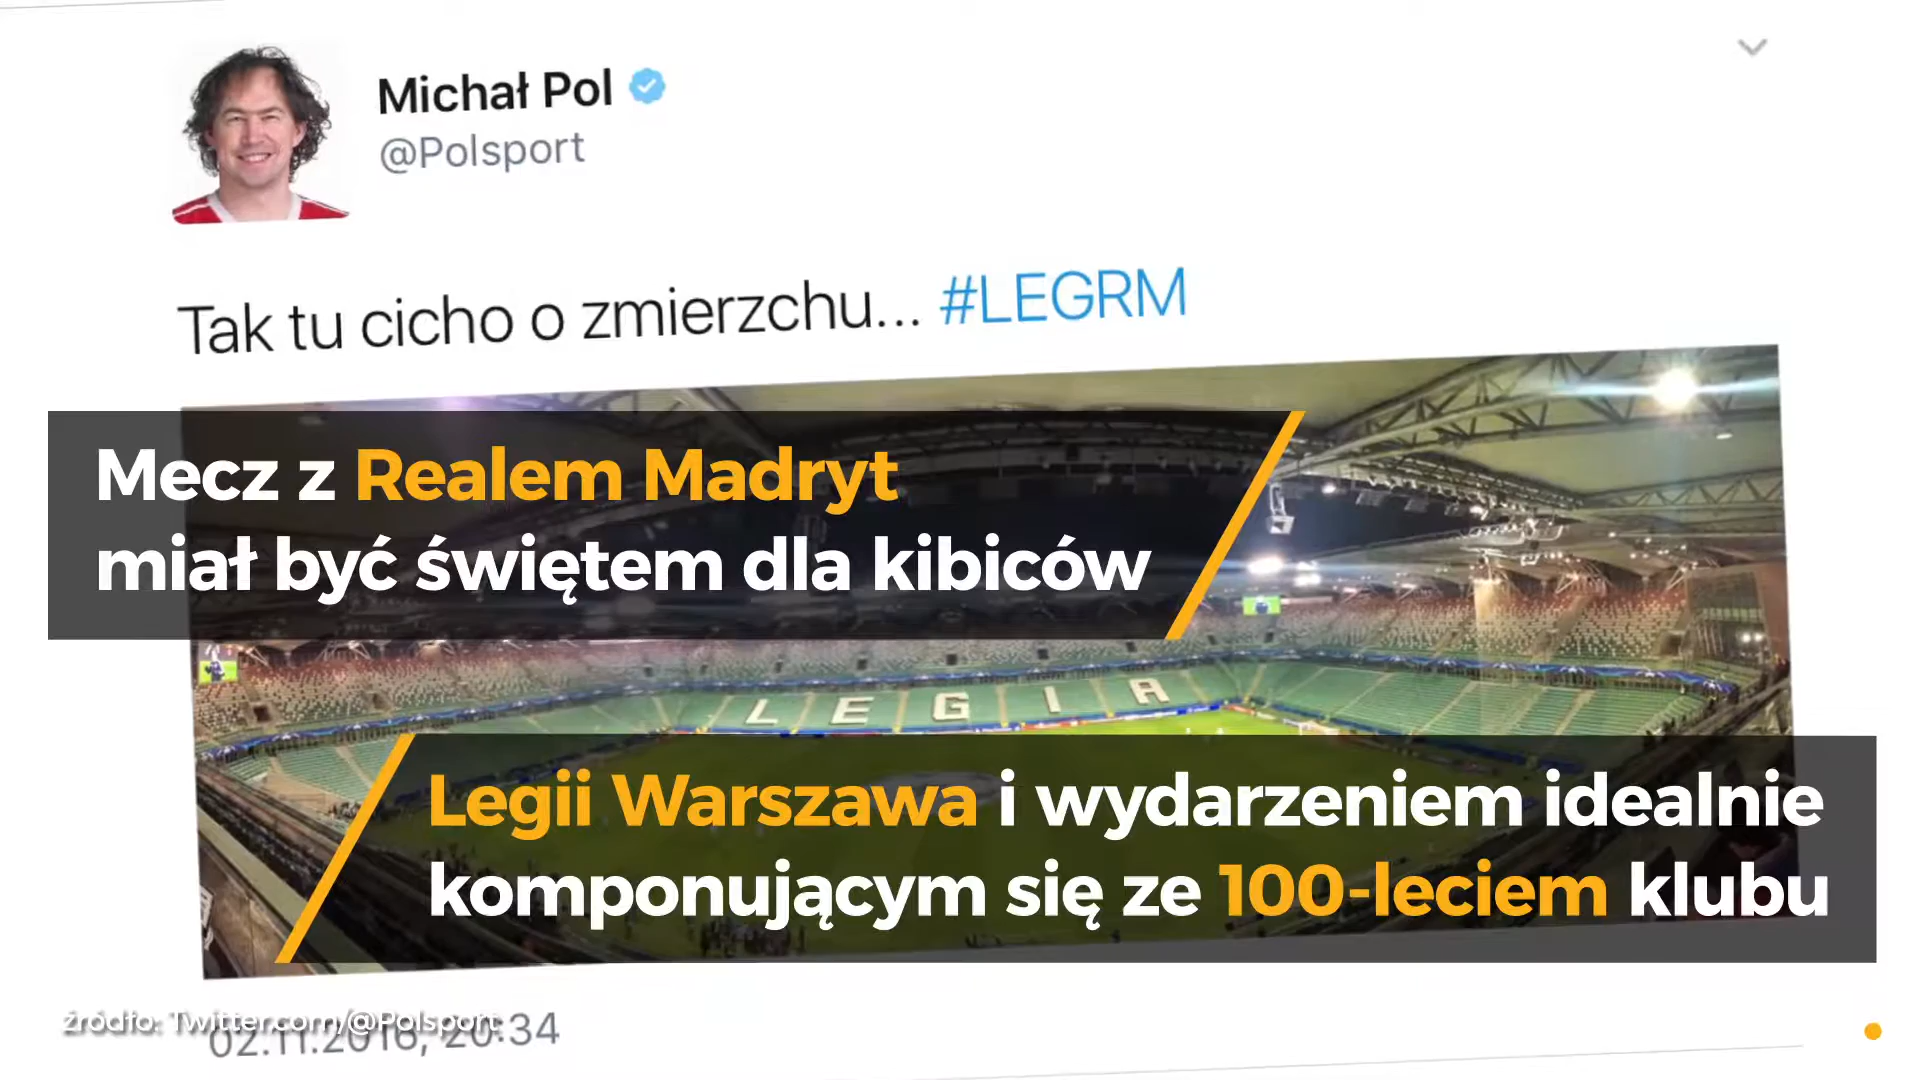 Michał Pol
@Polsport
Tak tu cicho o zmierzchu... #LEGRM
Mecz z Realem Madryt
miał być świętem dla kibiców
LEGIA
Legii Warszawa i wydarzeniem idealnie
komponującym się ze 100-leciem klubu
źródło: Twitter.com/@Polsport
02.11.2016, 20:34